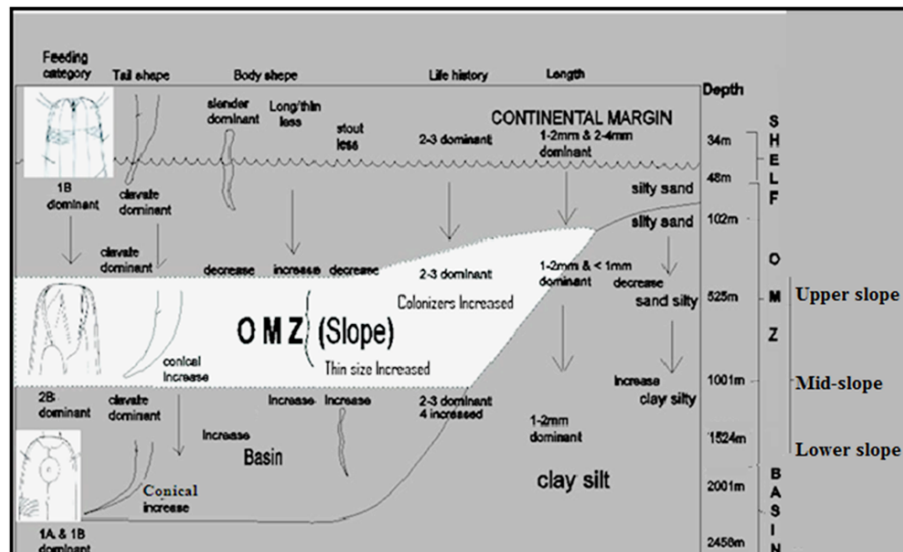 Feeding
category
Tail shape
Body shape
Life history
Length
Depth
slender
dominant
Long/thin
less
stout
less
2-3 dominant
CONTINENTAL MARGIN
1-2mm & 2-4mm
dominant
34m
48m
SHELF
1B
dominant
clavate
dominant
silty sand
silty sand
102m
clavate
dominant
decrease
increase
decrease
2-3 dominant
Colonizers Increased
1-2mm & < 1mm
dominant
decrease
sand silty
525m
OMZ
Upper slope
OMZ (Slope)
Thin size Increased
conical
increase
2B
dominant
clavate
dominant
Increase
Increase
2-3 dominant
4 increased
increase
clay silty
1001m
Mid-slope
Increase
Basin
1-2mm
dominant
1524m
Lower slope
clay silt
Conical
increase
2001m
BASIN
1A & 1B
dominant
2456m